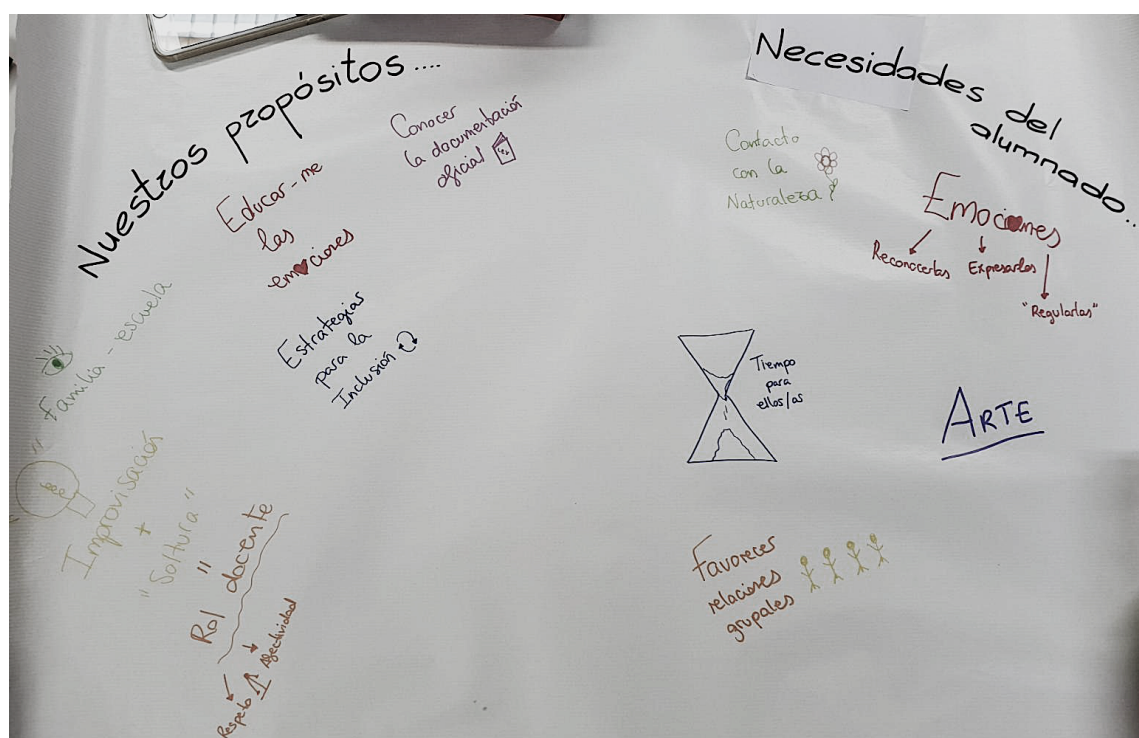 Nuestros propósitos....
Conocer
la documentación
oficial
Educar-me
las
emociones
Estrategias
para la
Inclusión
"Familia-escuela
Improvisación
+
"Soltura"
Rol " docente
Respeto
Afectividad
Necesidades del
alumnado...
Contacto
con la
Naturaleza
Emociones
Reconocerlas
Expresarlas
"Regularlas"
Tiempo
para
ellos/as
ARTE
Favorecer
relaciones
grupales